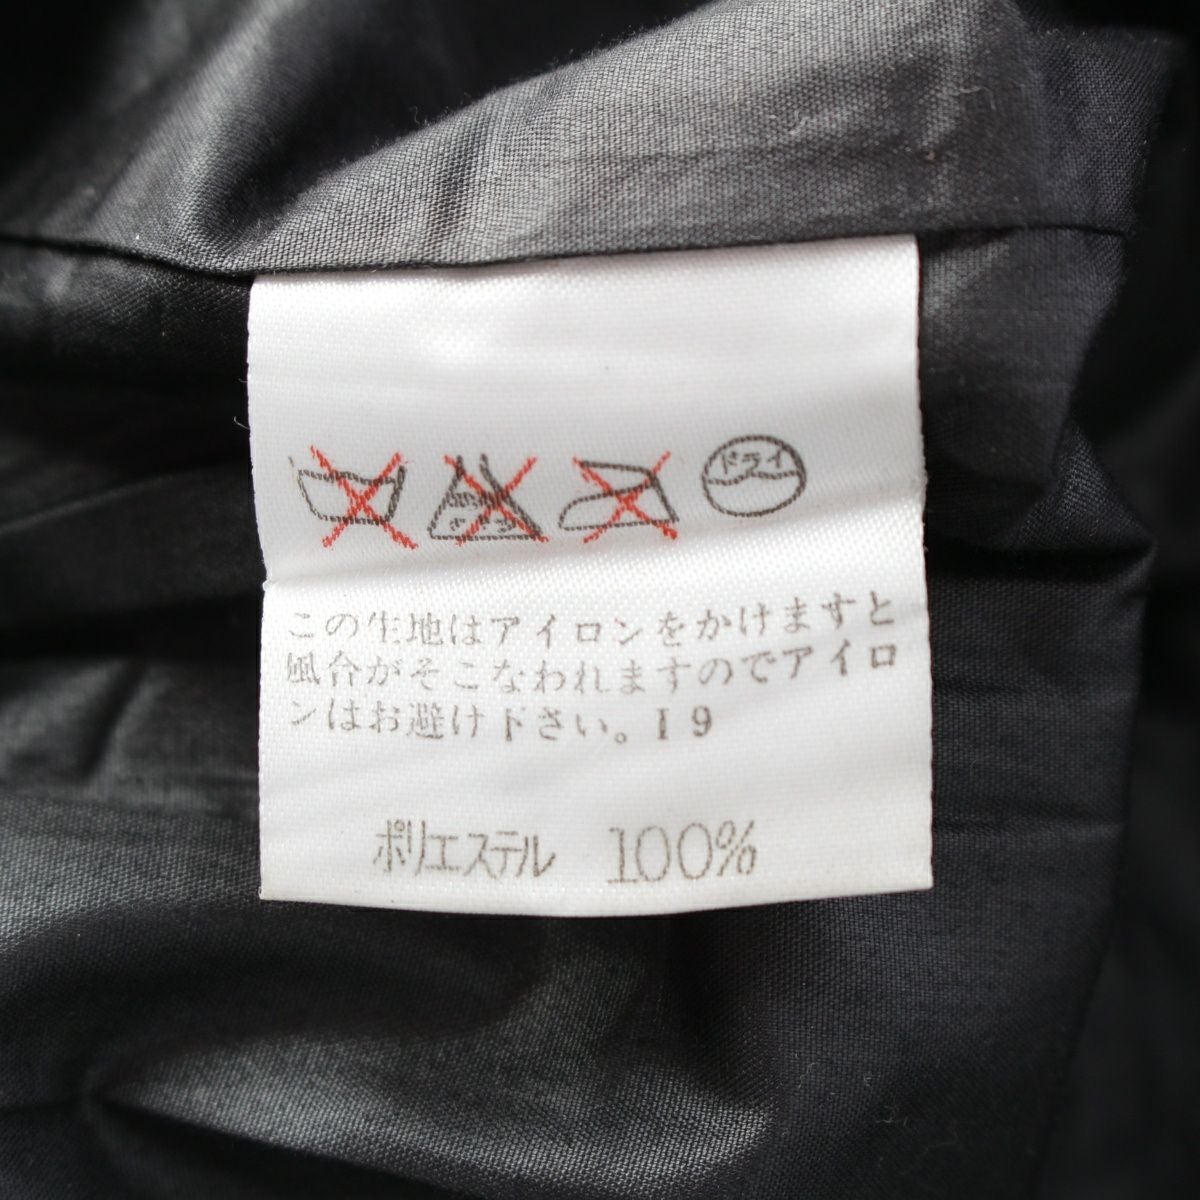 ドライ
この生地はアイロンをかけますと
風合がそこなわれますのでアイロ
ンはお避け下さい。19
ポリエステル 100%